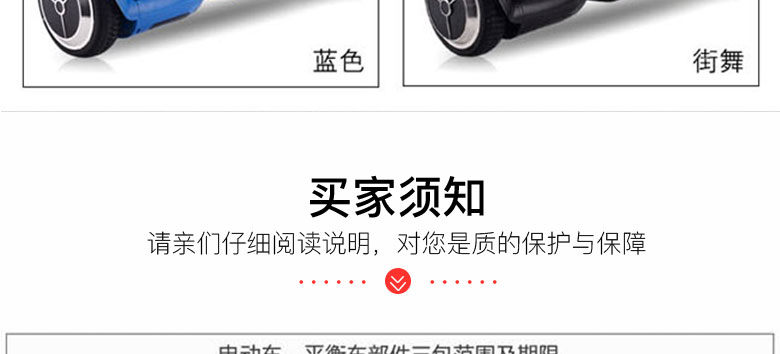 蓝色 街舞
买家须知
请亲们仔细阅读说明，对您是质的保护与保障
电动车、平衡车部件三包范围及期限